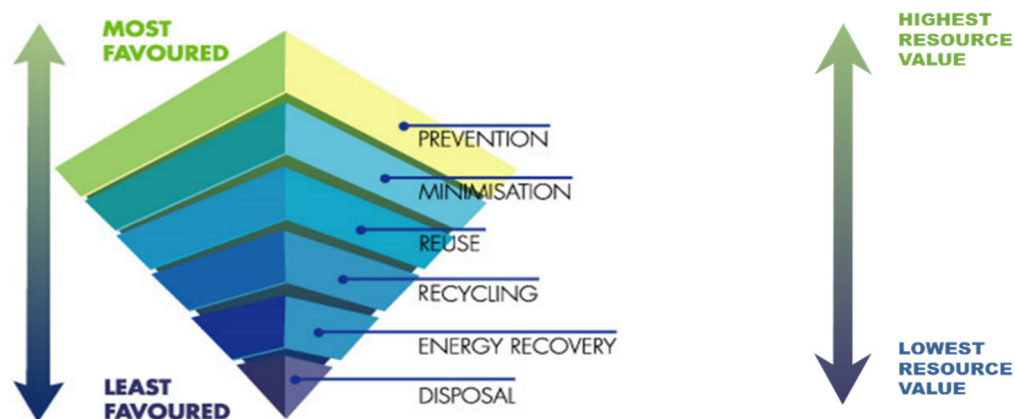 MOST
FAVOURED
PREVENTION
MINIMISATION
REUSE
RECYCLING
ENERGY RECOVERY
DISPOSAL
LEAST
FAVOURED
HIGHEST
RESOURCE
VALUE
LOWEST
RESOURCE
VALUE